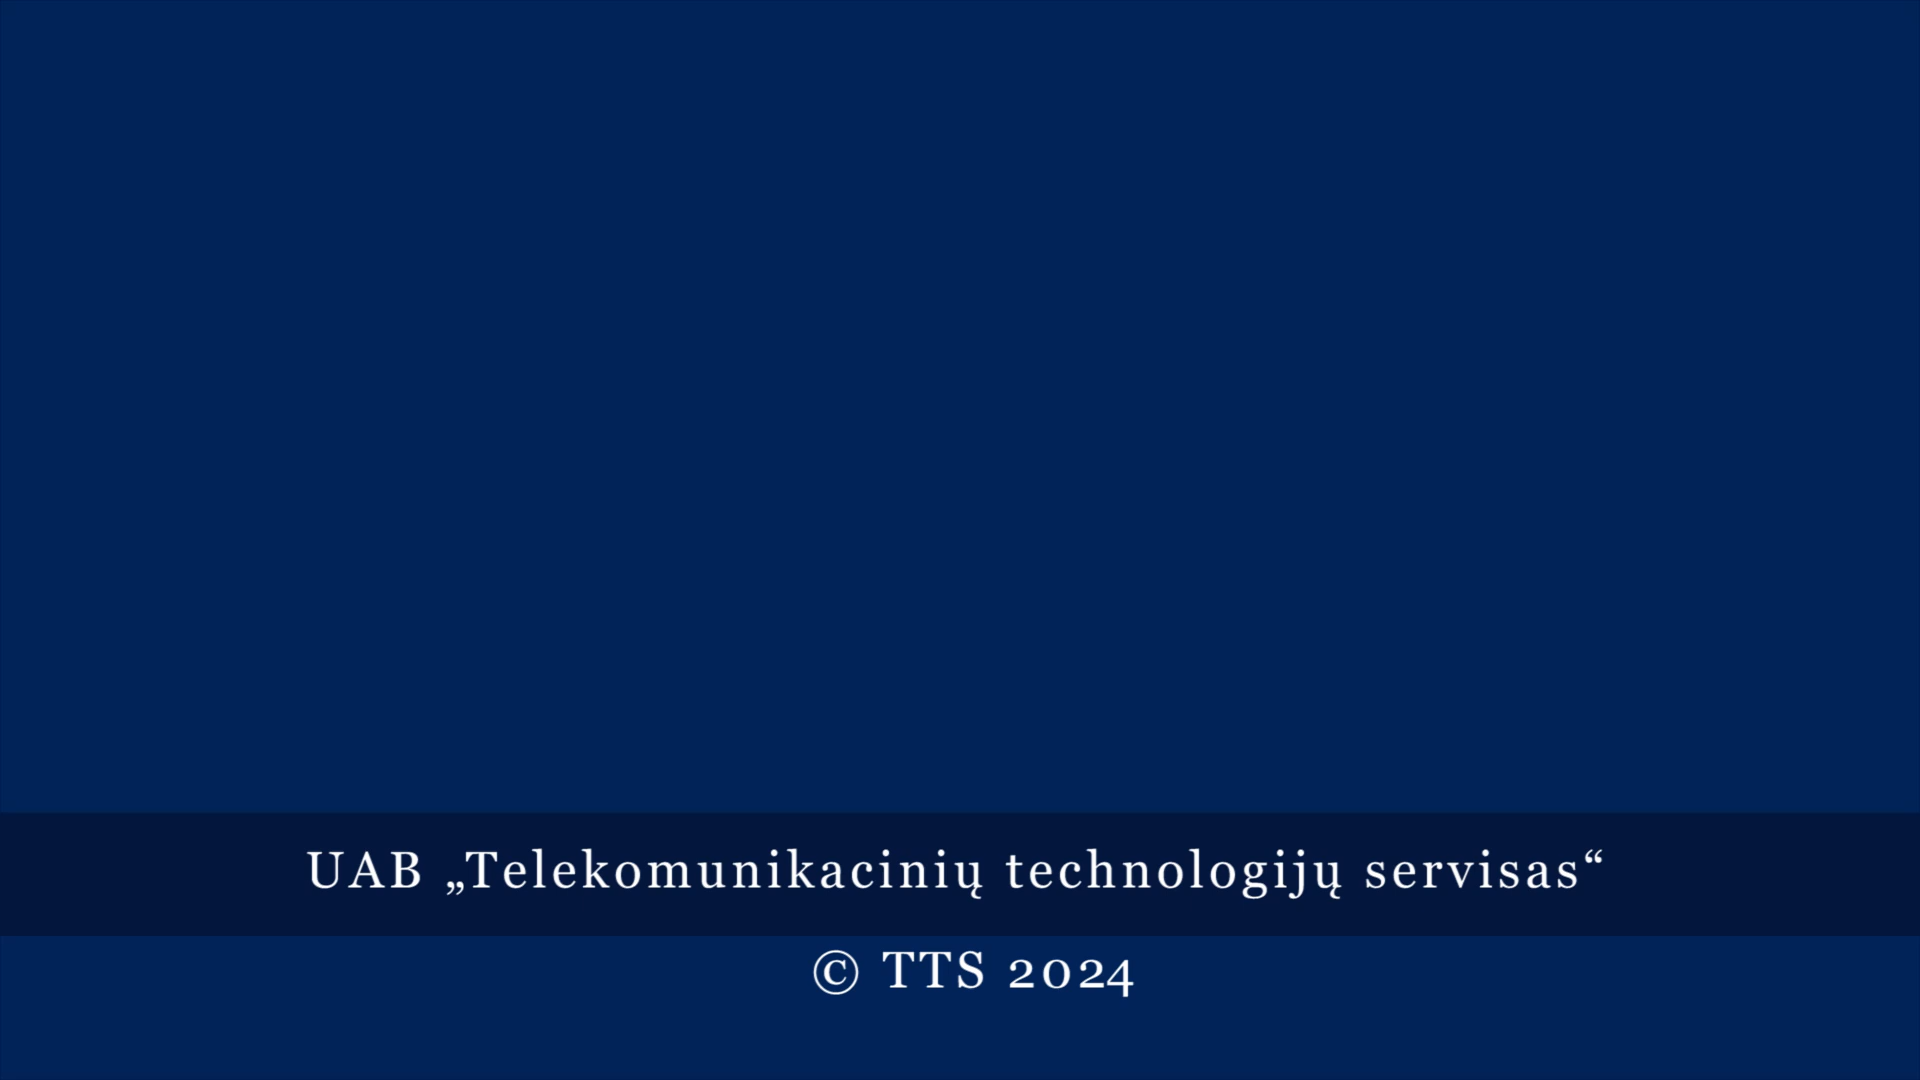 UAB „Telekomunikacinių technologijų servisas“
© TTS 2024